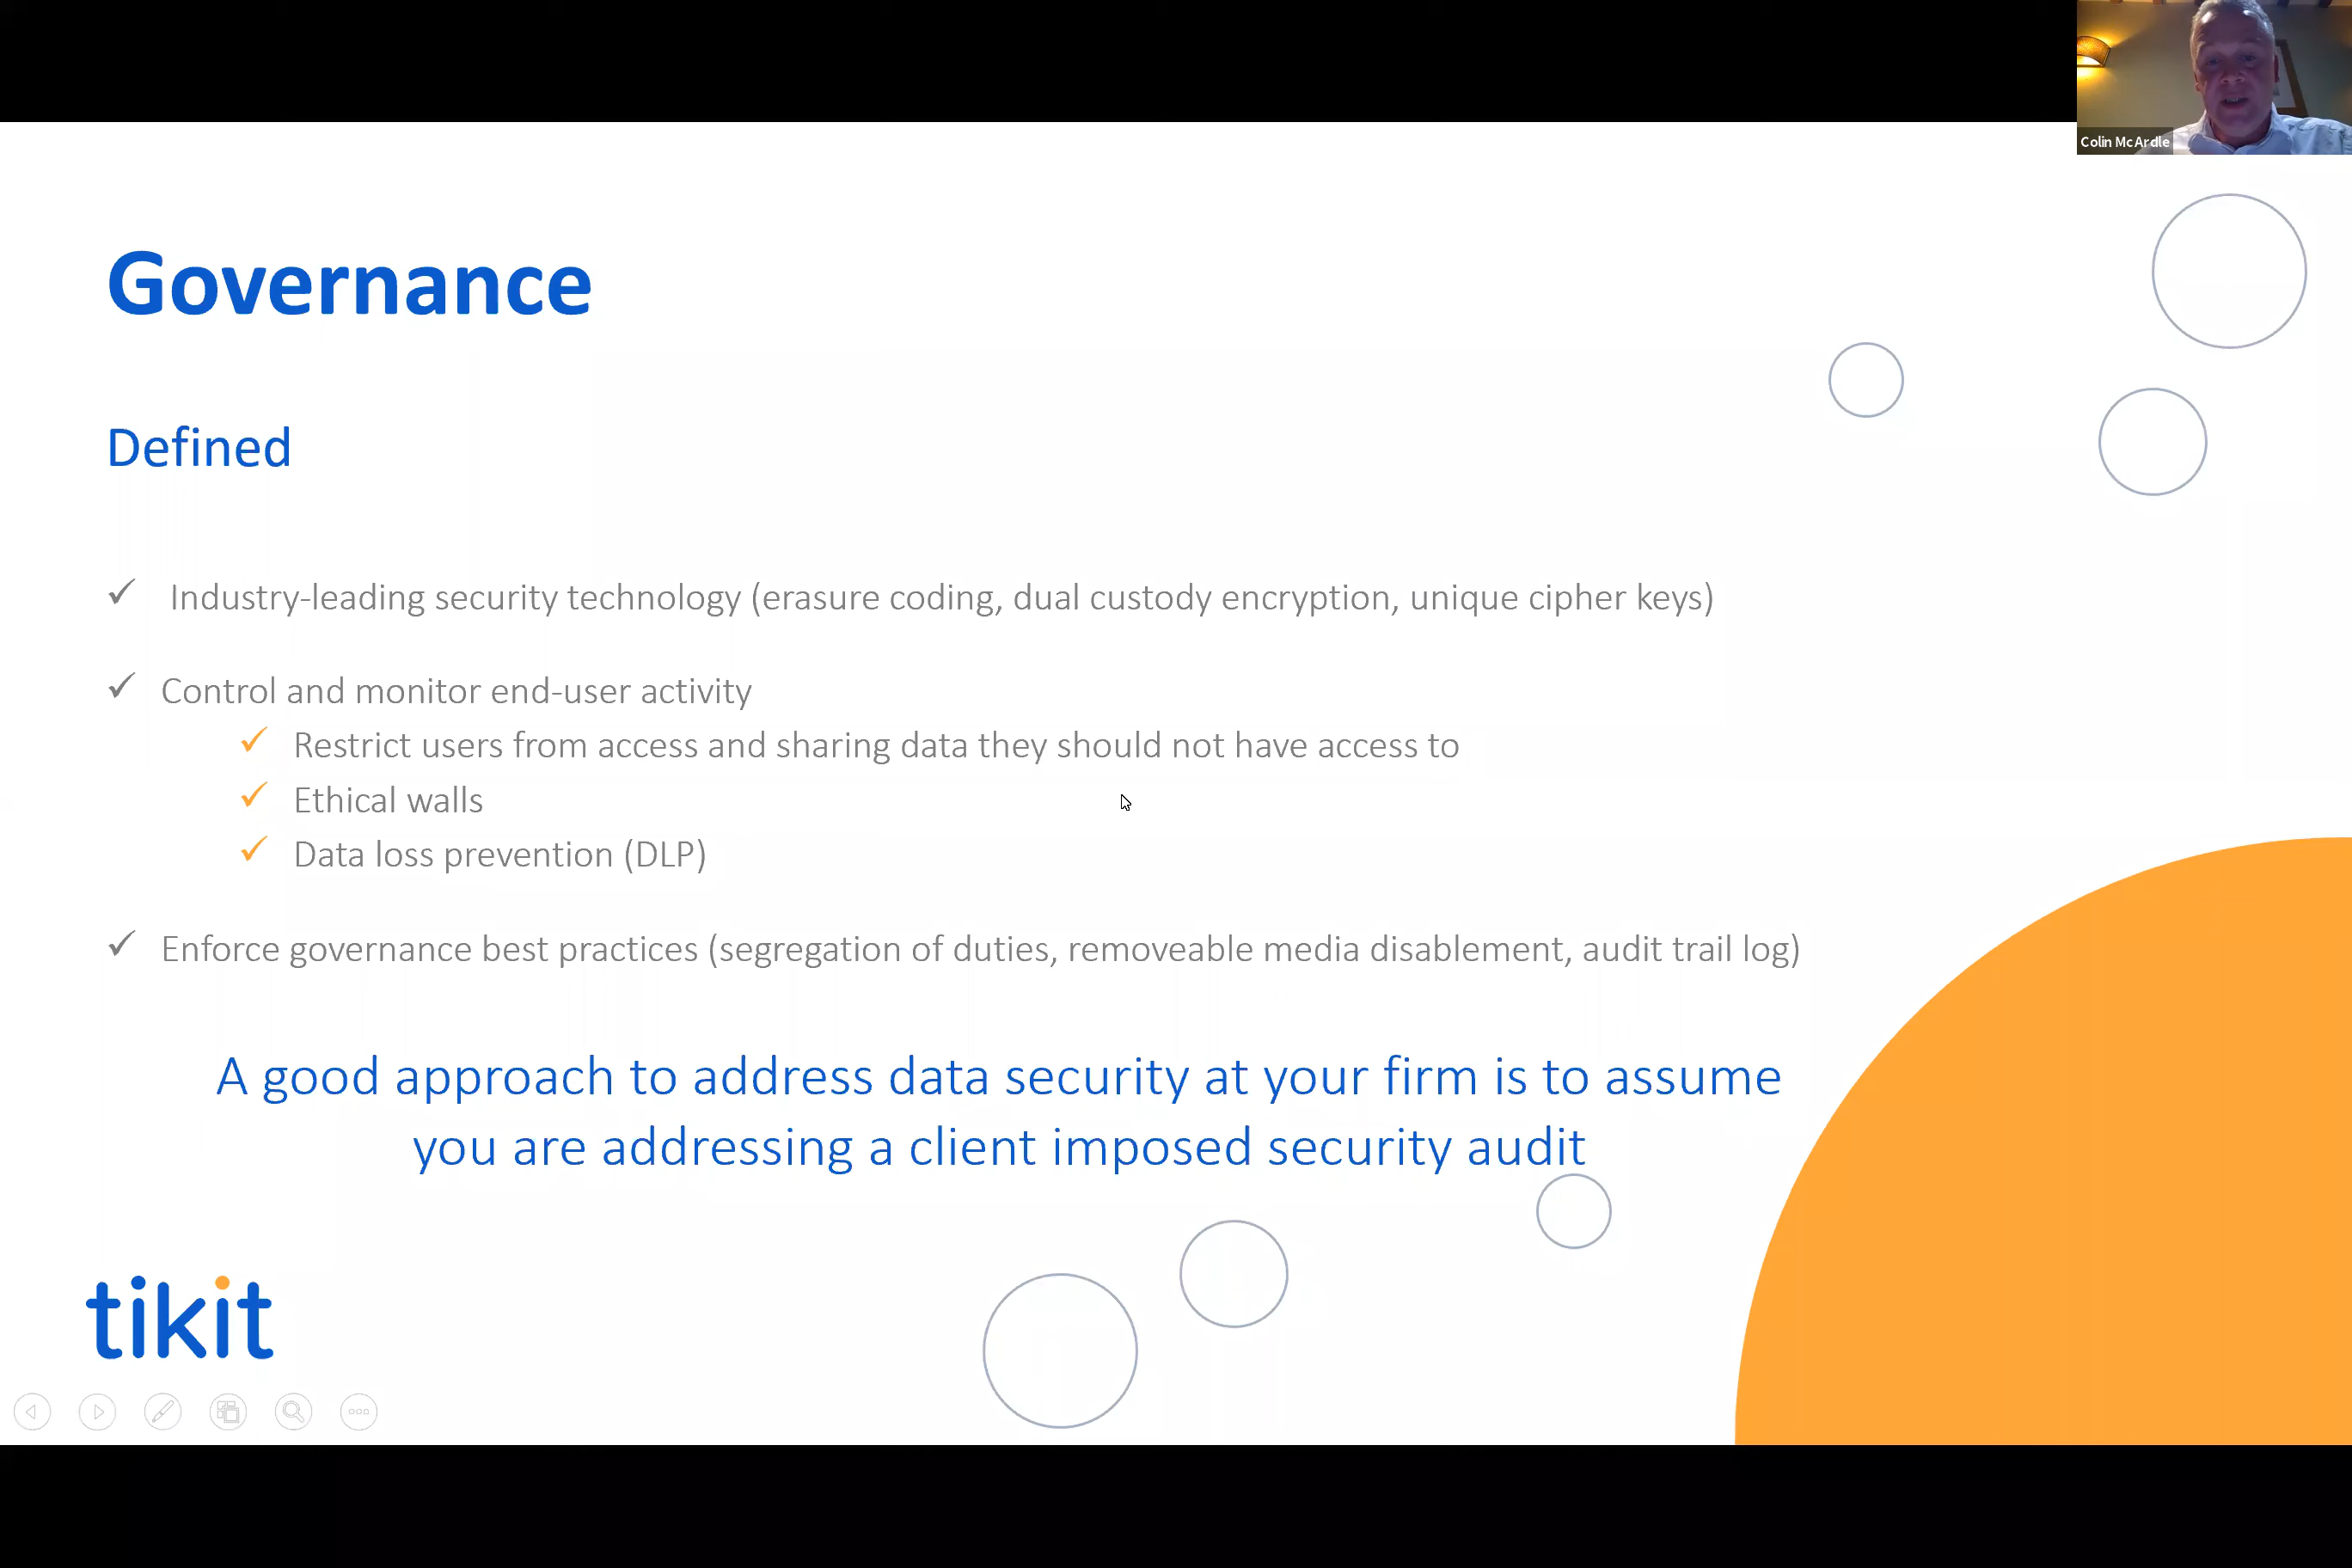 Colin McArdle
Governance
Defined
Industry-leading security technology (erasure coding, dual custody encryption, unique cipher keys)
Control and monitor end-user activity
Restrict users from access and sharing data they should not have access to
Ethical walls
Data loss prevention (DLP)
Enforce governance best practices (segregation of duties, removeable media disablement, audit trail log)
A good approach to address data security at your firm is to assume
you are addressing a client imposed security audit
tikit